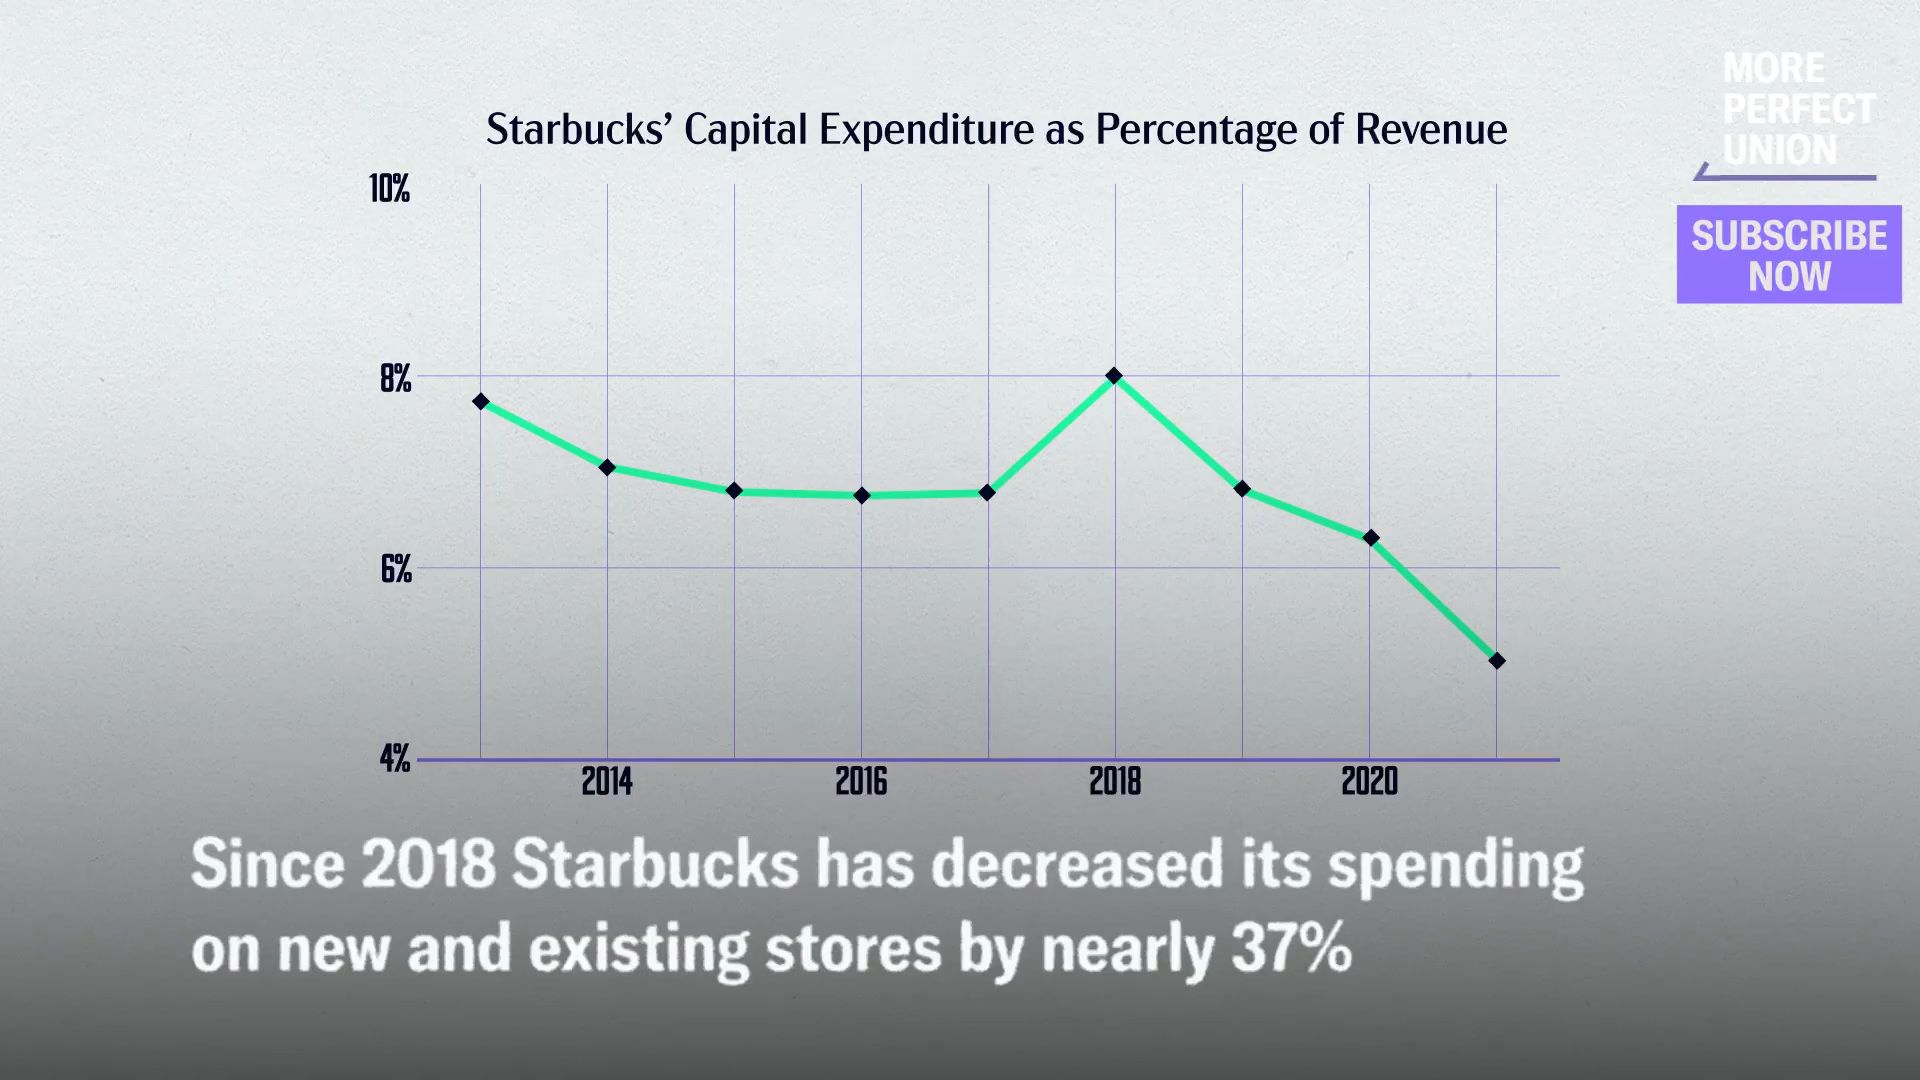 MORE
PERFECT
UNION
SUBSCRIBE
NOW
Starbucks’ Capital Expenditure as Percentage of Revenue
10%
8%
6%
4%
2014 2016 2018 2020
Since 2018 Starbucks has decreased its spending
on new and existing stores by nearly 37%